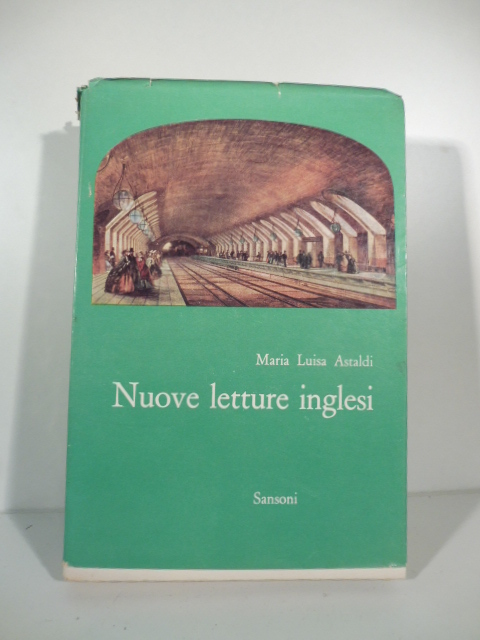 Maria Luisa Astaldi
Nuove letture inglesi
Sansoni